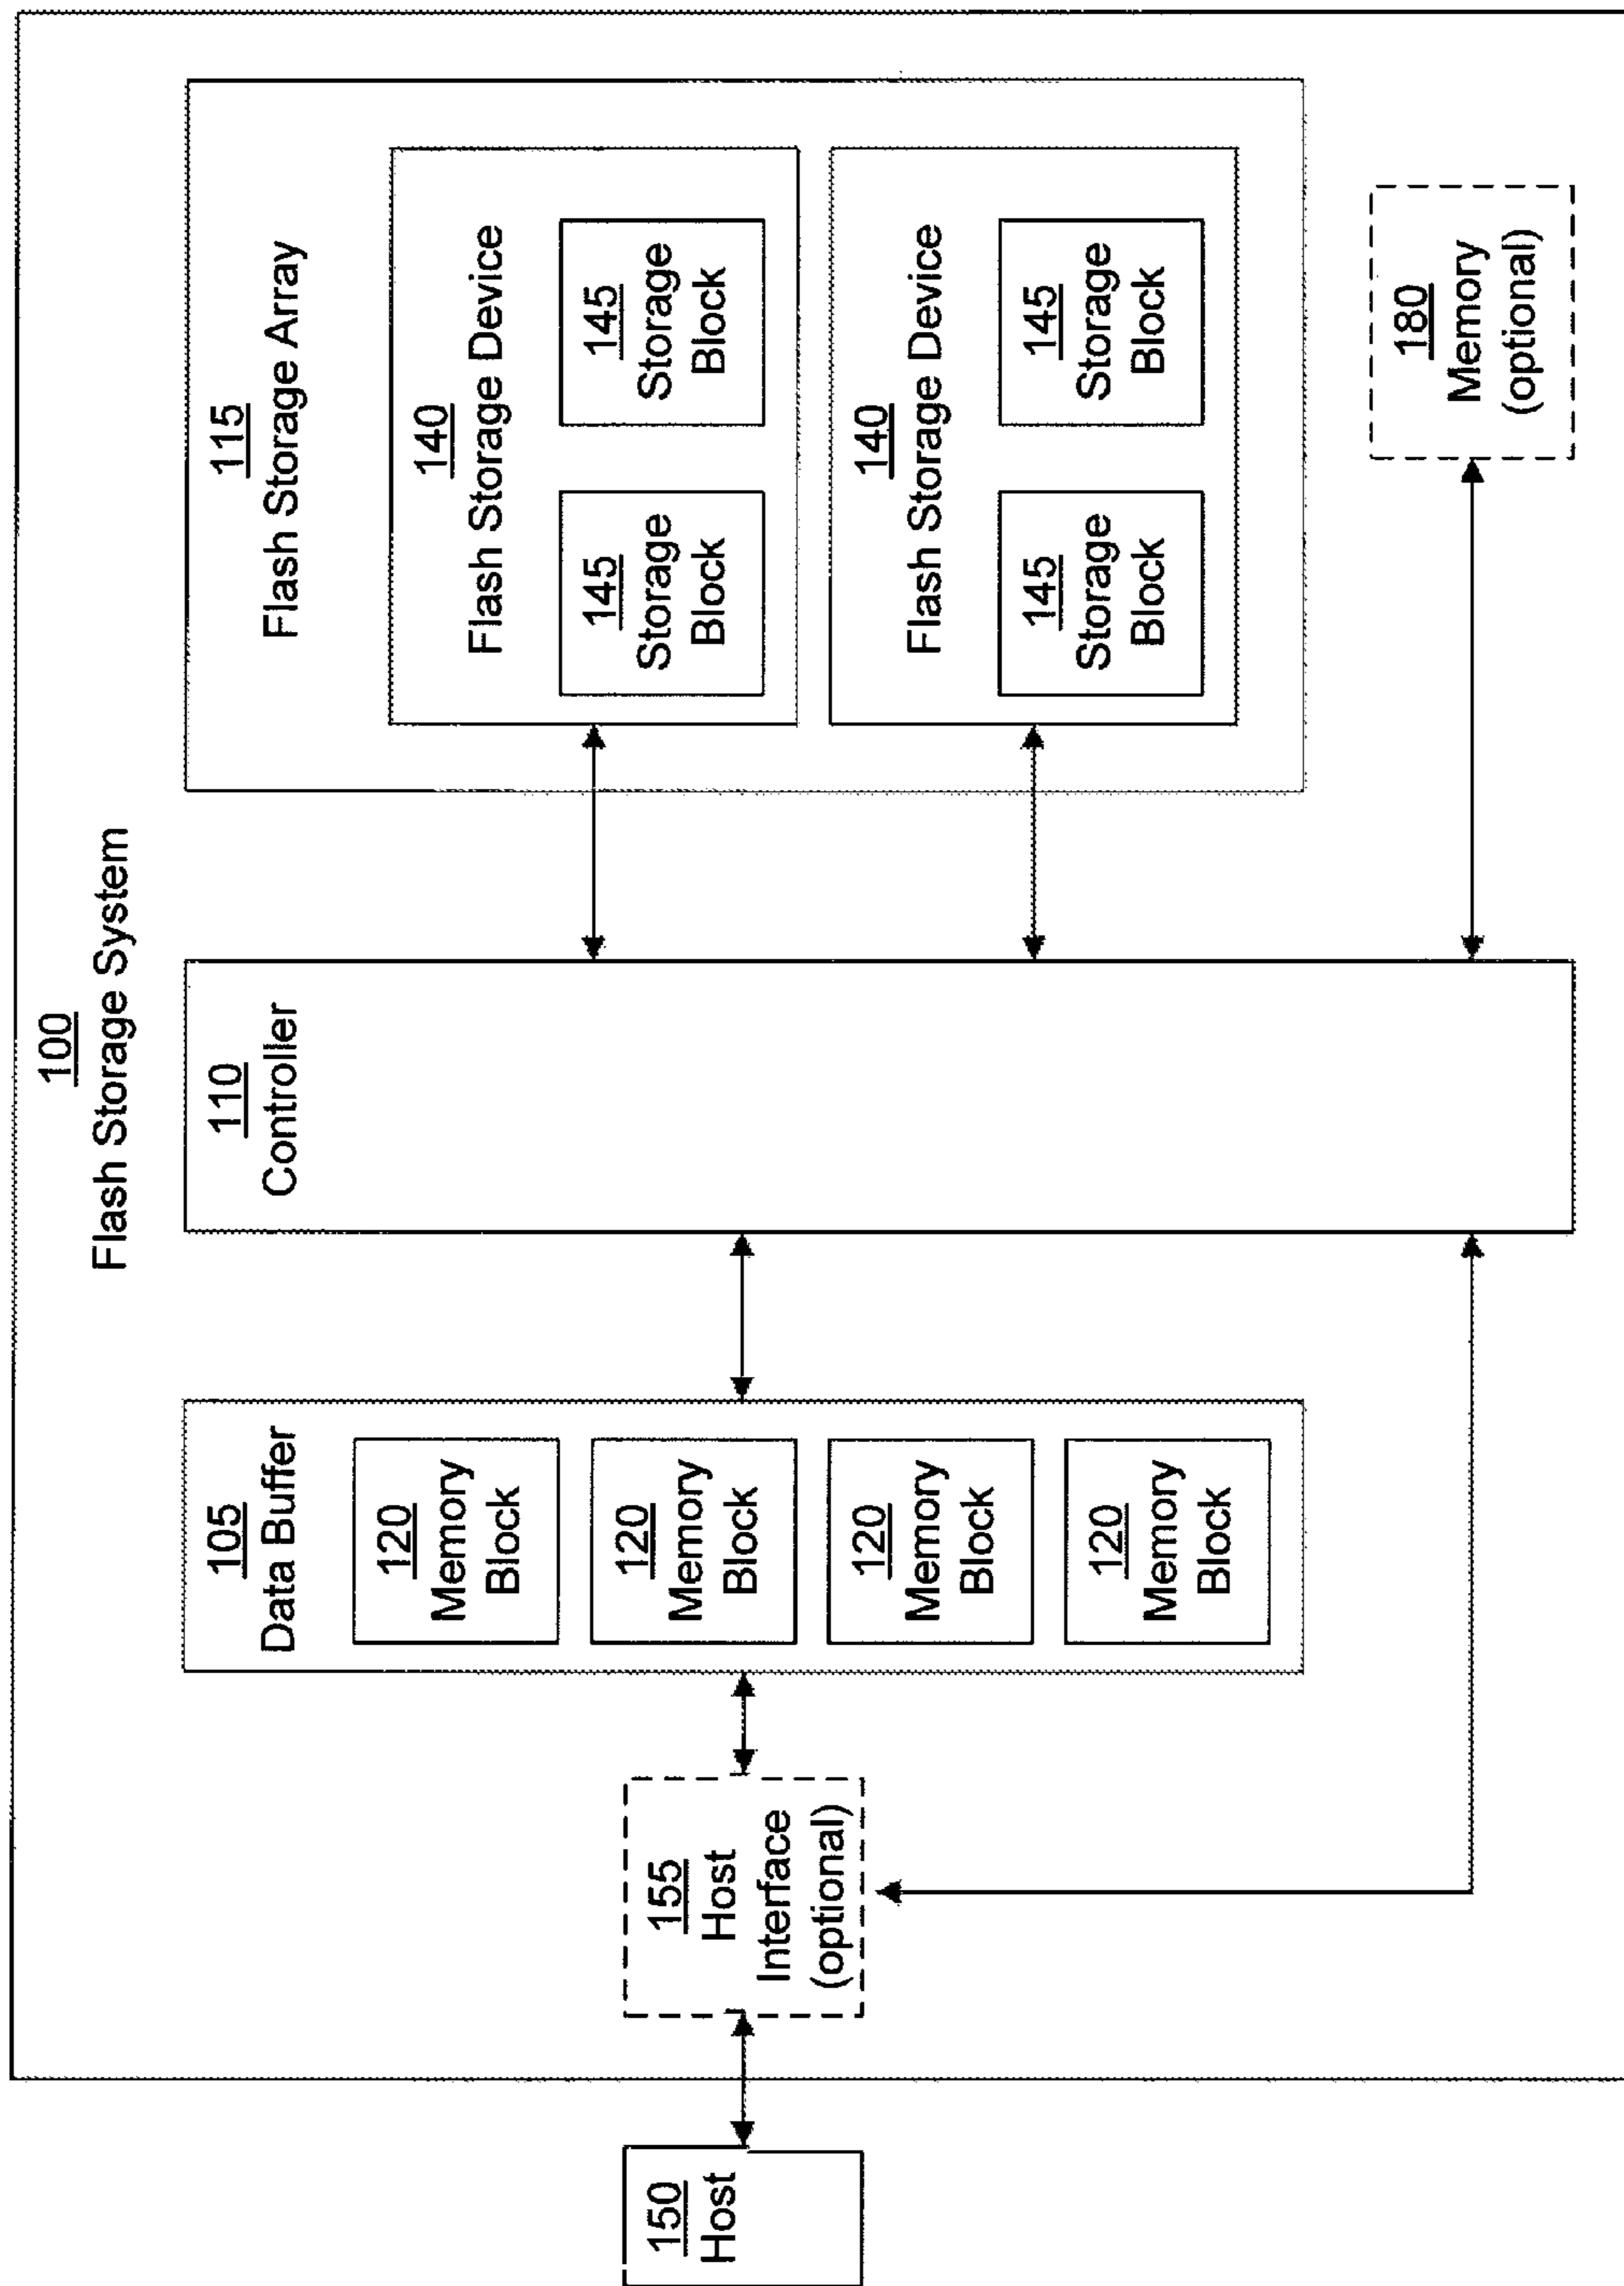 100
Flash Storage System
150
Host
155
Host
Interface
(optional)
105
Data Buffer
120
Memory
Block
120
Memory
Block
120
Memory
Block
120
Memory
Block
110
Controller
115
Flash Storage Array
140
Flash Storage Device
145
Storage
Block
145
Storage
Block
140
Flash Storage Device
145
Storage
Block
145
Storage
Block
180
Memory
(optional)